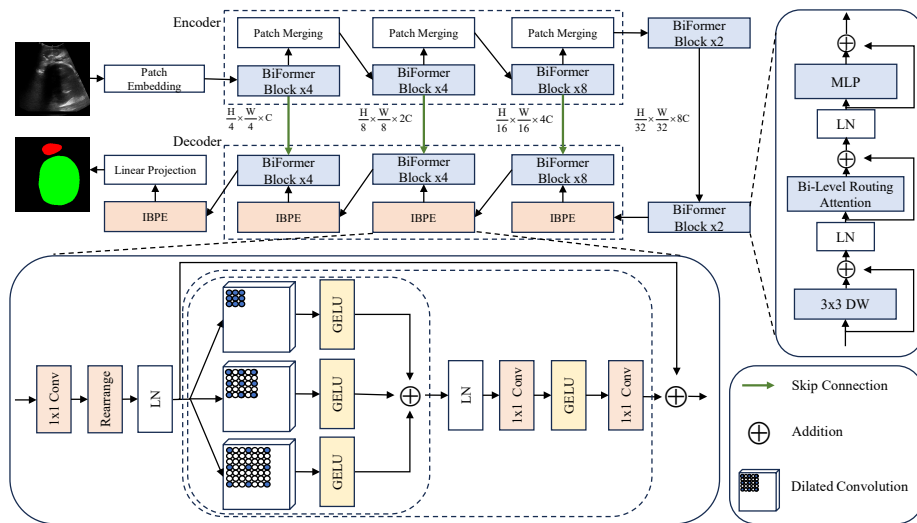 Encoder
Patch Merging
Patch Merging
Patch Merging
BiFormer
Block x2
Patch
Embedding
BiFormer
Block x4
BiFormer
Block x4
BiFormer
Block x8
H/4 × W/4 × C
H/8 × W/8 × 2C
H/16 × W/16 × 4C
H/32 × W/32 × 8C
Decoder
Linear Projection
BiFormer
Block x4
BiFormer
Block x4
BiFormer
Block x8
IBPE
IBPE
IBPE
IBPE
BiFormer
Block x2
MLP
LN
Bi-Level Routing
Attention
LN
3x3 DW
1x1 Conv
Rearrange
LN
GELU
GELU
GELU
LN
1x1 Conv
GELU
1x1 Conv
Skip Connection
Addition
Dilated Convolution